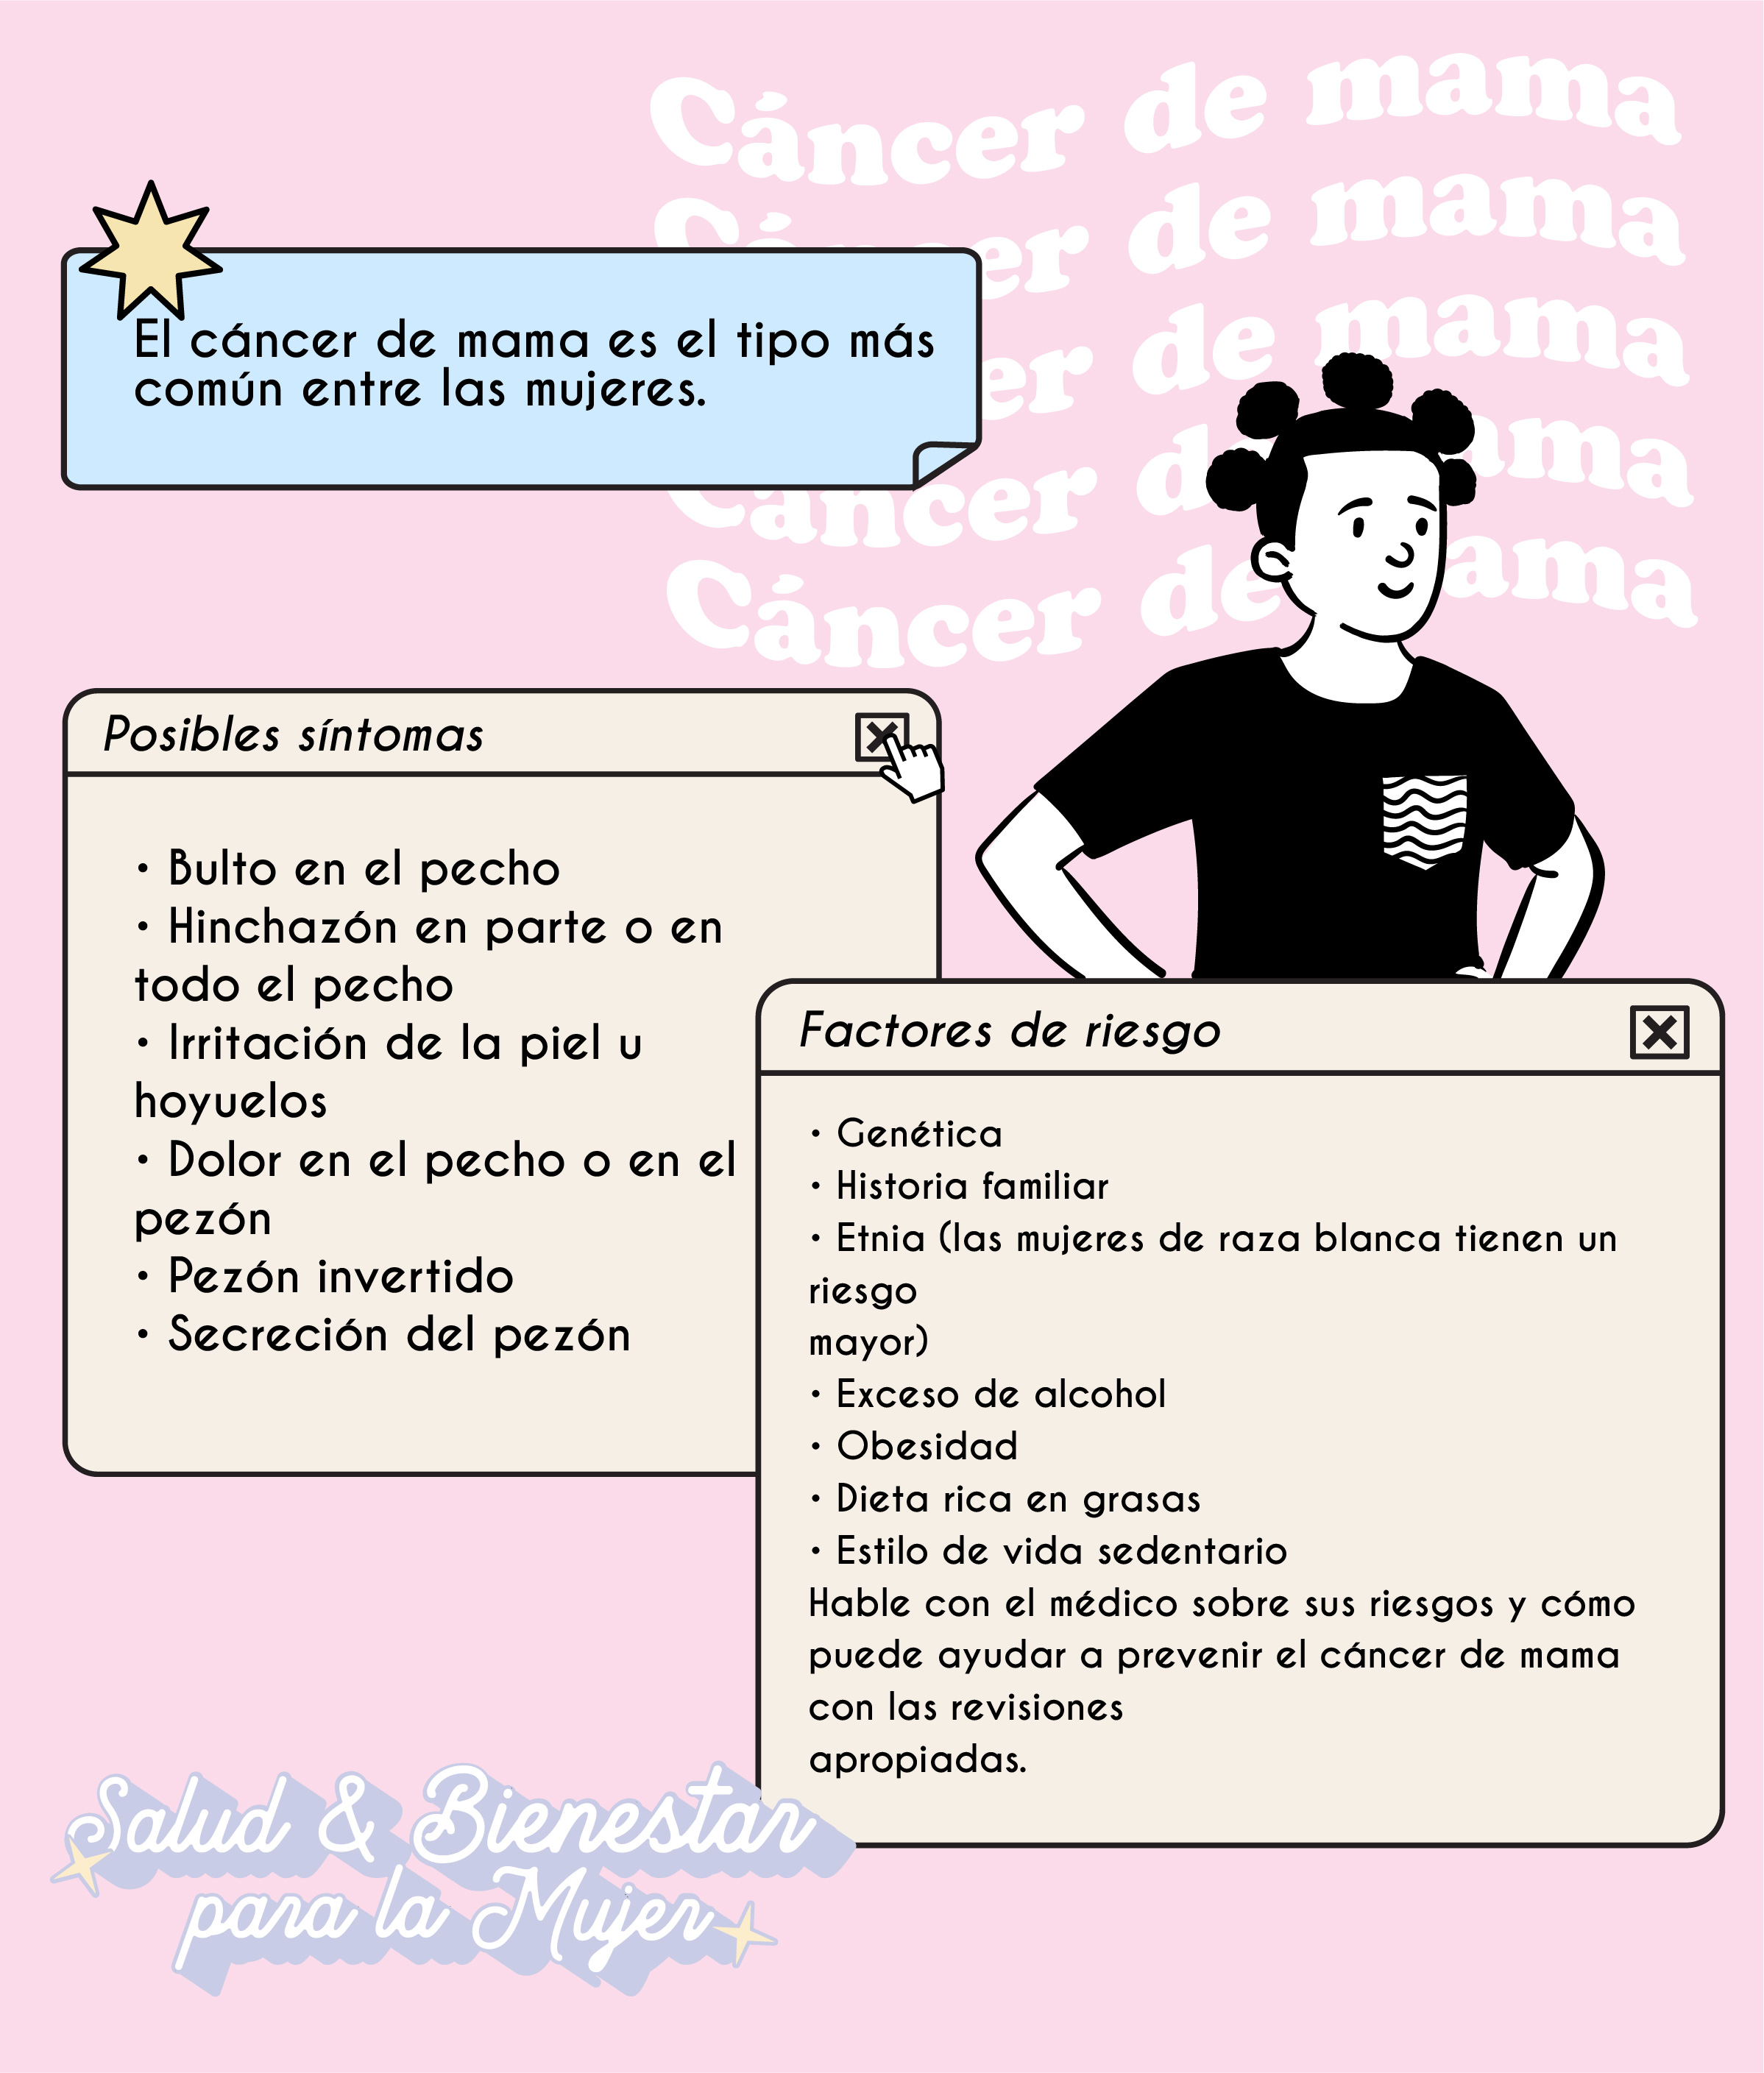 Cáncer de mama
er de mama
er de mama
Cáncer de mama
Cáncer de mama
El cáncer de mama es el tipo más
común entre las mujeres.
Posibles síntomas
• Bulto en el pecho
• Hinchazón en parte o en
todo el pecho
• Irritación de la piel u
hoyuelos
• Dolor en el pecho o en el
pezón
• Pezón invertido
• Secreción del pezón
Factores de riesgo
• Genética
• Historia familiar
• Etnia (las mujeres de raza blanca tienen un
riesgo
mayor)
• Exceso de alcohol
• Obesidad
• Dieta rica en grasas
• Estilo de vida sedentario
Hable con el médico sobre sus riesgos y cómo
puede ayudar a prevenir el cáncer de mama
con las revisiones
apropiadas.
Salud & Bienestar
para la Mujer